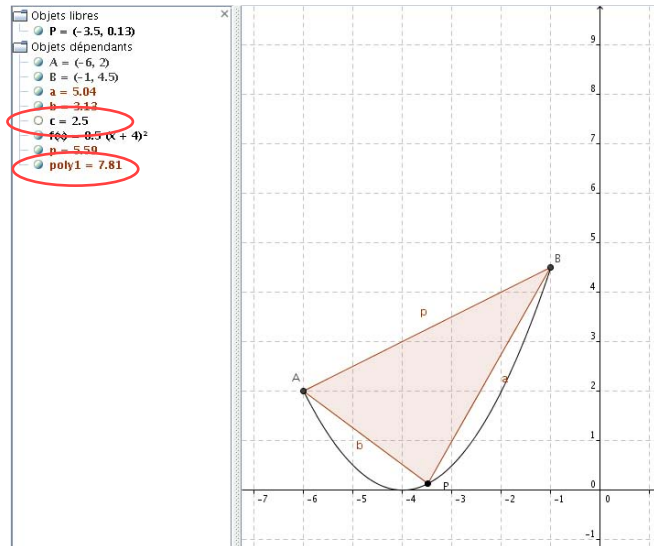 Objets libres
P = (-3.5, 0.13)
Objets dépendants
A = (-6, 2)
B = (-1, 4.5)
a = 5.04
b = 3.13
c = 2.5
f(x) = 0.5 (x + 4)²
p = 5.59
poly1 = 7.81
9
8
7
6
5
B
4
p
3
A
a
2
b
1
P
0
-7 -6 -5 -4 -3 -2 -1 0
-1